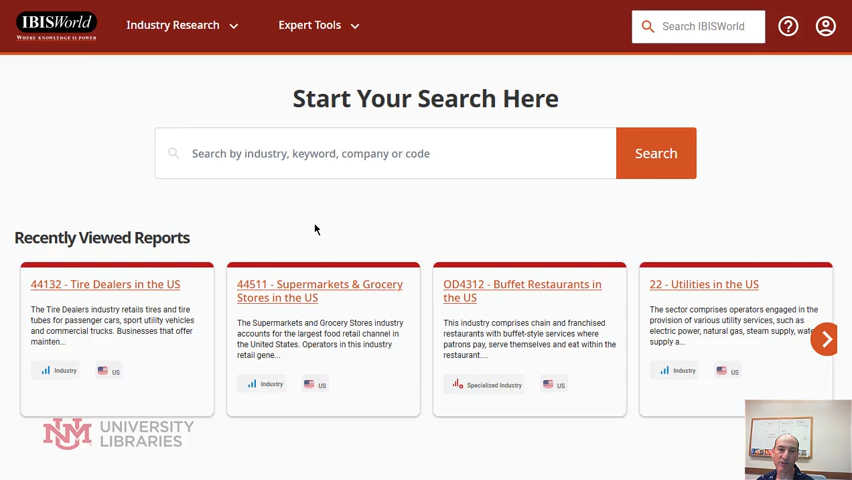 IBISWorld
WHERE KNOWLEDGE IS POWER
Industry Research
Expert Tools
Search IBISWorld
Start Your Search Here
Search by industry, keyword, company or code
Search
Recently Viewed Reports
44132 - Tire Dealers in the US
The Tire Dealers industry retails tires and tire
tubes for passenger cars, sport utility vehicles
and commercial trucks. Businesses that offer
mainten...
Industry
US
44511 - Supermarkets & Grocery
Stores in the US
The Supermarkets and Grocery Stores industry
accounts for the largest food retail channel in
the United States. Operators in this industry
retail gene...
Industry
US
OD4312 - Buffet Restaurants in
the US
This industry comprises chain and franchised
restaurants with buffet-style services where
patrons pay, serve themselves and eat within the
restaurant....
Specialized Industry
US
22 - Utilities in the US
The sector comprises operators engaged in the
provision of various utility services, such as
electric power, natural gas, steam supply,
supply a...
Industry
US
NM UNIVERSITY
LIBRARIES